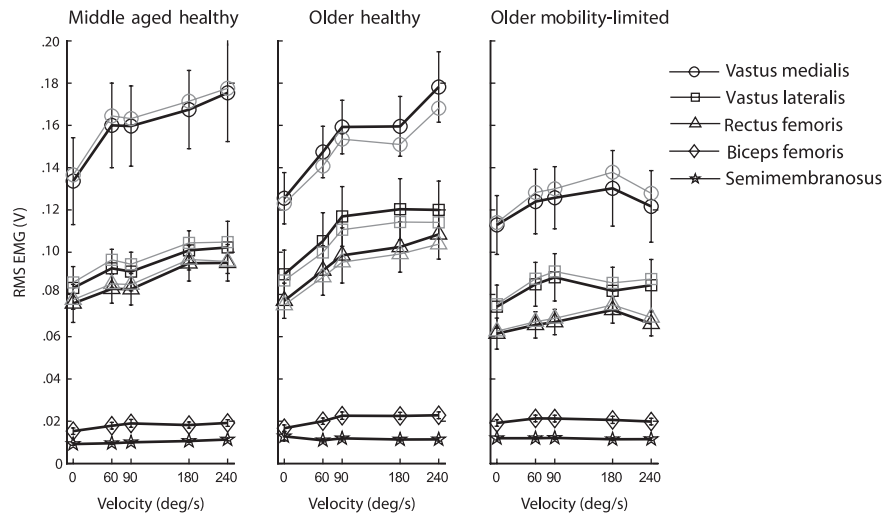 Middle aged healthy
Older healthy
Older mobility-limited
RMS EMG (V)
.20
.18
.16
.14
.12
.10
.08
.06
.04
.02
0
0 60 90 180 240
0 60 90 180 240
0 60 90 180 240
Velocity (deg/s)
Velocity (deg/s)
Velocity (deg/s)
Vastus medialis
Vastus lateralis
Rectus femoris
Biceps femoris
Semimembranosus